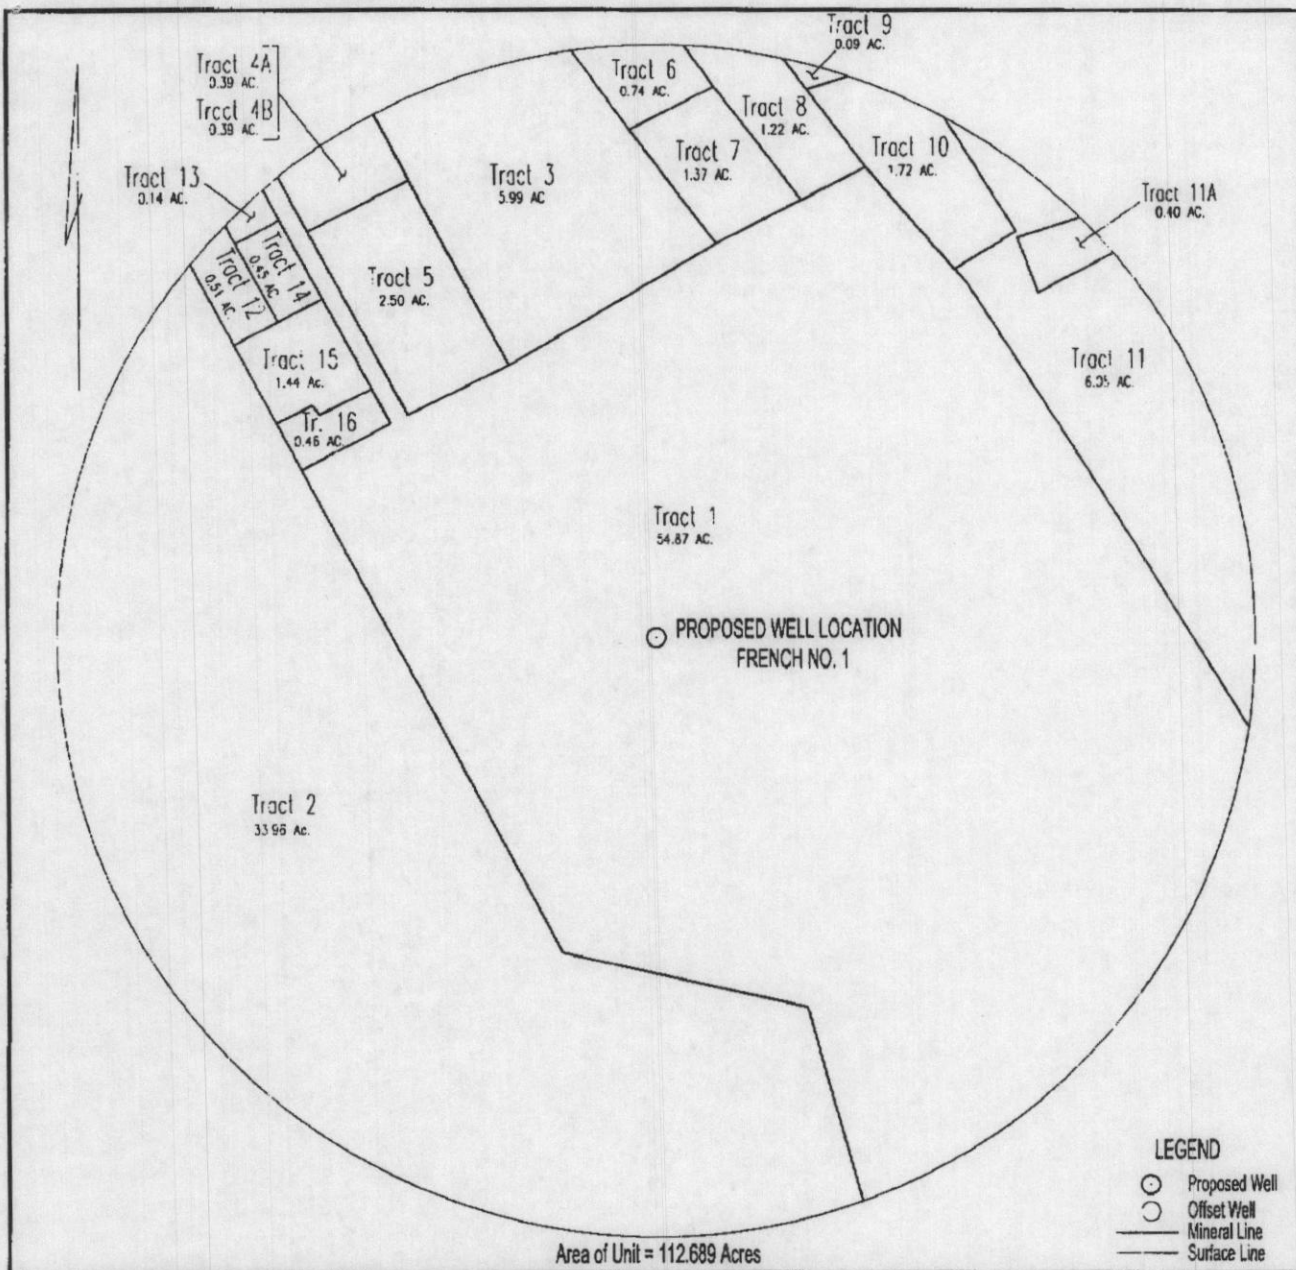 Tract 9
0.09 AC.
Tract 4A
0.39 AC.
Tract 4B
0.39 AC.
Tract 6
0.74 AC.
Tract 8
1.22 AC.
Tract 10
1.72 AC.
Tract 7
1.37 AC.
Tract 3
5.99 AC
Tract 13
0.14 AC.
Tract 11A
0.40 AC.
Tract 14
0.45 AC
Tract 12
0.51 AC.
Tract 5
2.50 AC.
Tract 15
1.44 Ac.
Tr. 16
0.46 AC.
Tract 11
AC.
Tract 1
54.87 AC.
PROPOSED WELL LOCATION
FRENCH NO. 1
Tract 2
33.96 Ac.
LEGEND
Proposed Well
Offset Well
Mineral Line
Surface Line
Area of Unit = 112.689 Acres